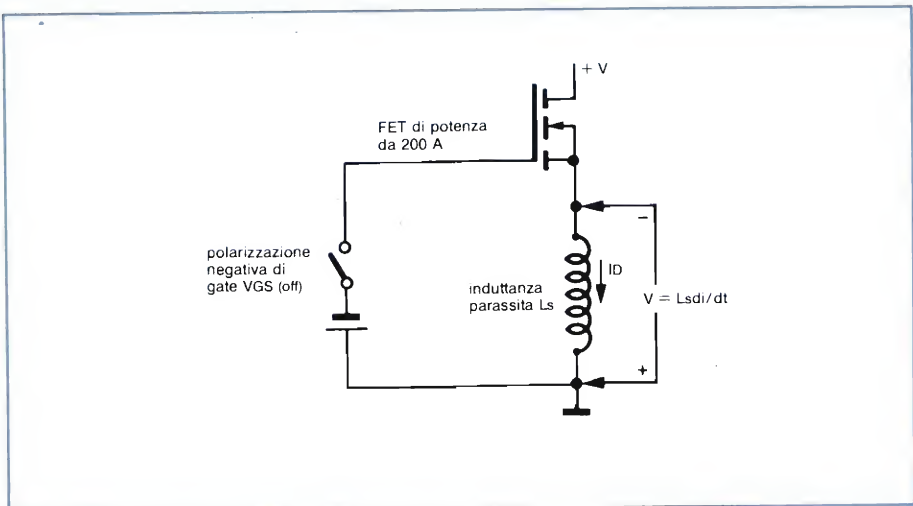 + V
FET di potenza
da 200 A
polarizzazione
negativa di
gate VGS (off)
induttanza
parassita Ls
ID
−
V = Lsdi/dt
+